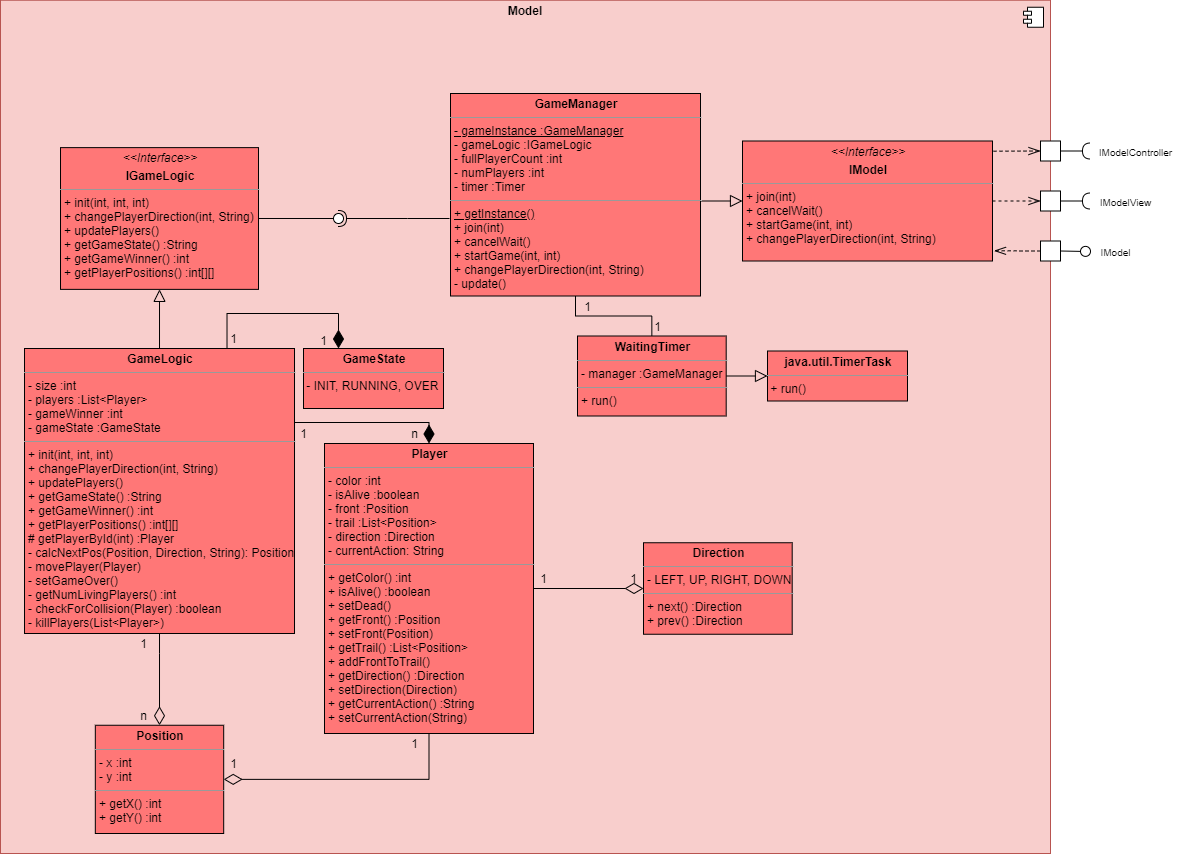 Model
GameManager
- gameInstance :GameManager
- gameLogic :IGameLogic
- fullPlayerCount :int
- numPlayers :int
- timer :Timer
+ getInstance()
+ join(int)
+ cancelWait()
+ startGame(int, int)
+ changePlayerDirection(int, String)
- update()
<<Interface>>
IGameLogic
+ init(int, int, int)
+ changePlayerDirection(int, String)
+ updatePlayers()
+ getGameState() :String
+ getGameWinner() :int
+ getPlayerPositions() :int[][]
<<Interface>>
IModel
+ join(int)
+ cancelWait()
+ startGame(int, int)
+ changePlayerDirection(int, String)
IModelController
IModelView
IModel
1
1
1
1
GameLogic
- size :int
- players :List<Player>
- gameWinner :int
- gameState :GameState
+ init(int, int, int)
+ changePlayerDirection(int, String)
+ updatePlayers()
+ getGameState() :String
+ getGameWinner() :int
+ getPlayerPositions() :int[][]
# getPlayerById(int) :Player
- calcNextPos(Position, Direction, String): Position
- movePlayer(Player)
- setGameOver()
- getNumLivingPlayers() :int
- checkForCollision(Player) :boolean
- killPlayers(List<Player>)
GameState
- INIT, RUNNING, OVER
WaitingTimer
- manager :GameManager
+ run()
java.util.TimerTask
+ run()
1
n
Player
- color :int
- isAlive :boolean
- front :Position
- trail :List<Position>
- direction :Direction
- currentAction: String
+ getColor() :int
+ isAlive() :boolean
+ setDead()
+ getFront() :Position
+ setFront(Position)
+ getTrail() :List<Position>
+ addFrontToTrail()
+ getDirection() :Direction
+ setDirection(Direction)
+ getCurrentAction() :String
+ setCurrentAction(String)
1
1
Direction
- LEFT, UP, RIGHT, DOWN
+ next() :Direction
+ prev() :Direction
1
n
1
1
Position
- x :int
- y :int
+ getX() :int
+ getY() :int